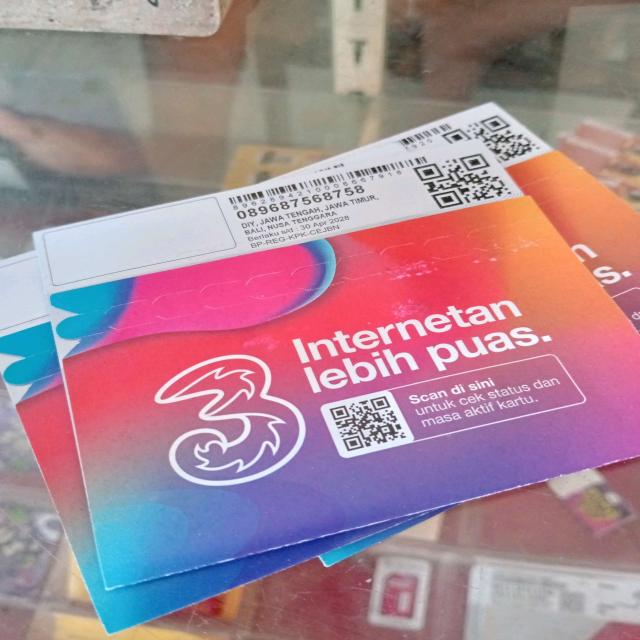 089687568758
DIY, JAWA TENGAH, JAWA TIMUR,
BALI, NUSA TENGGARA
Berlaku s/d : 30 Apr 2028
BP-REG-KPK-CEJBN
Internetan
lebih puas.
Scan di sini
untuk cek status dan
masa aktif kartu.
3